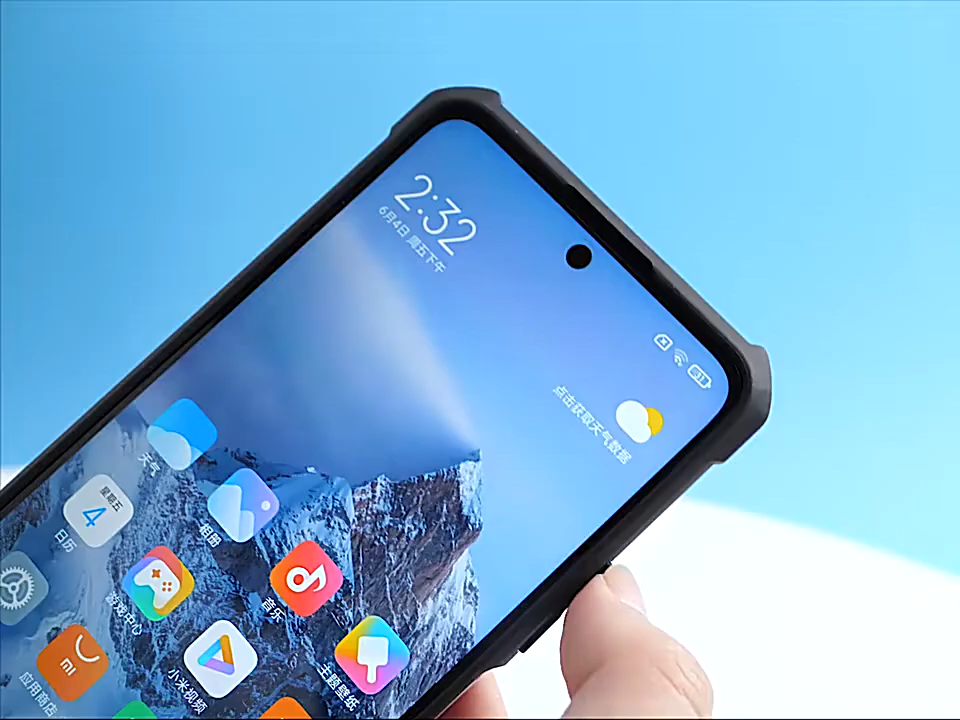 2:32
6月4日 周五下午
31
点击获取天气数据
天气
相册
音乐
主题壁纸
星期五
4
日历
游戏中心
小米视频
mi
应用商店